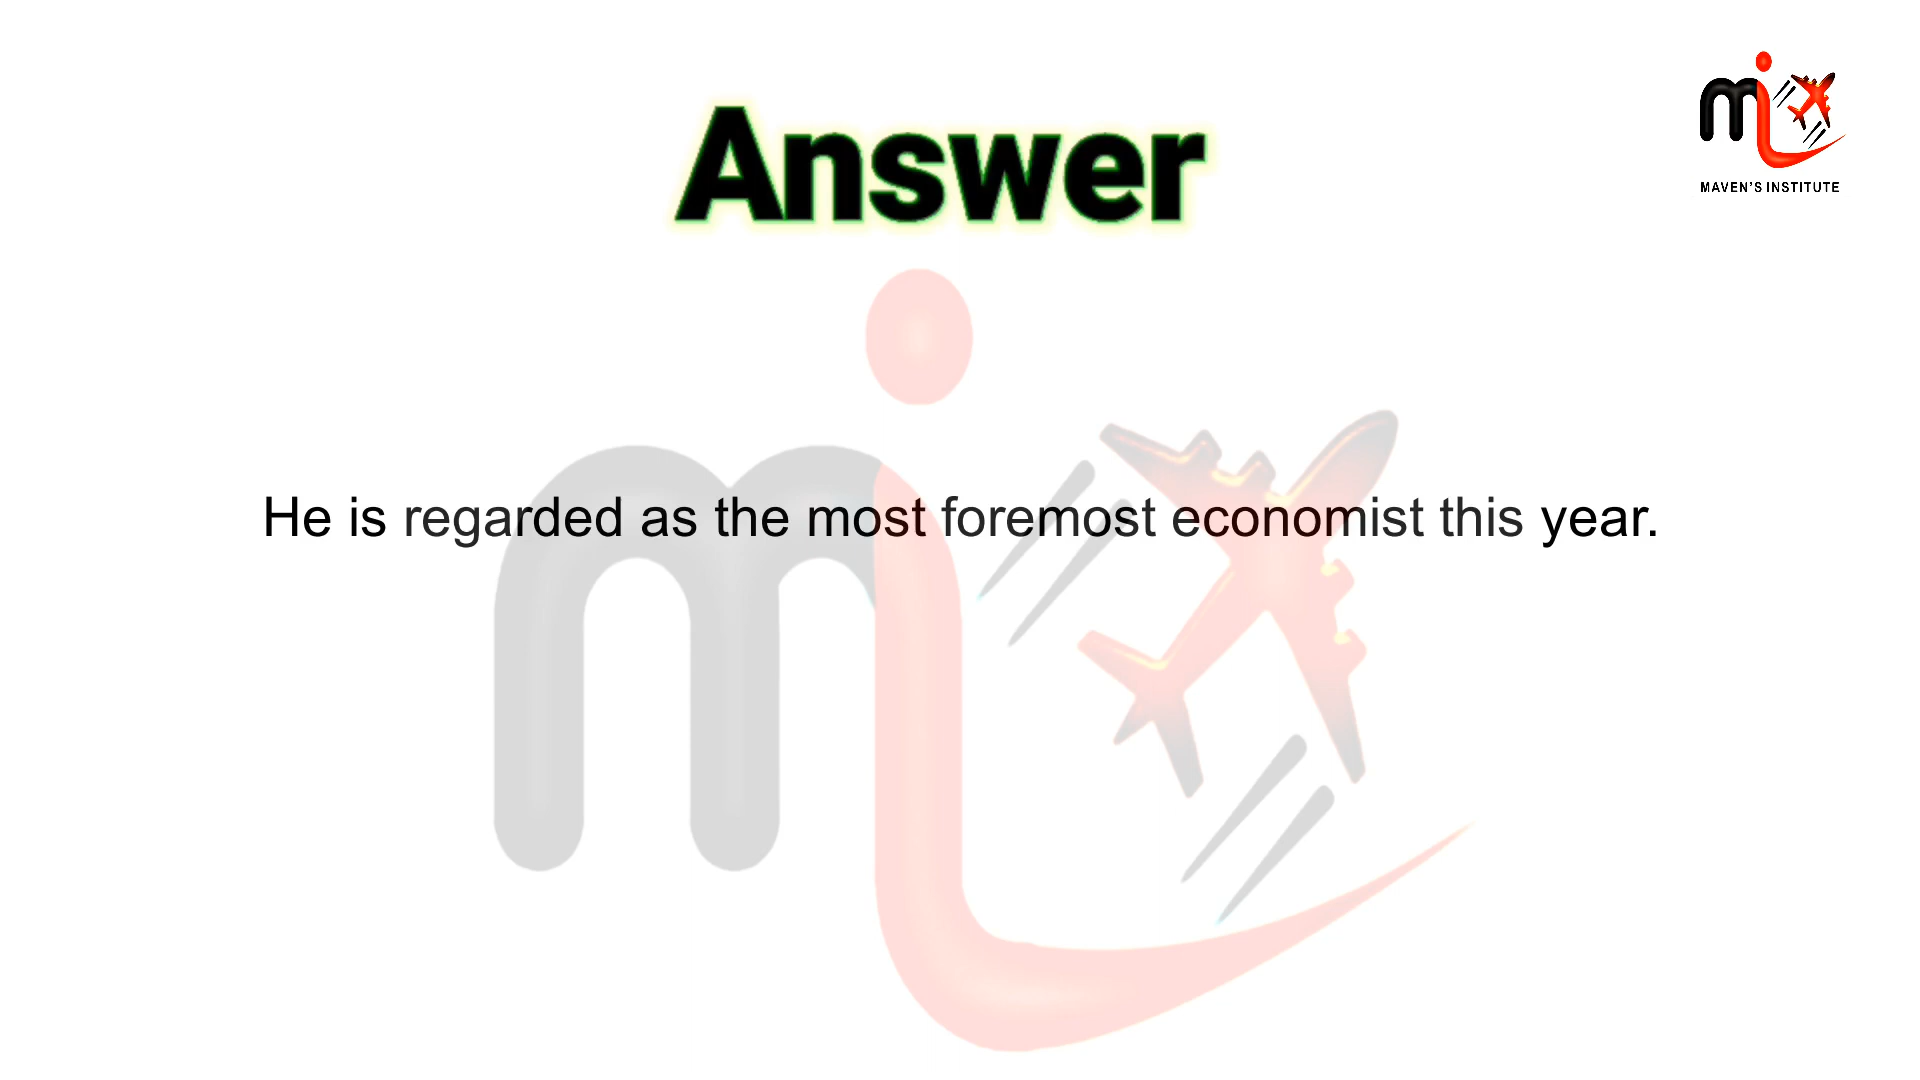 Answer
MAVEN'S INSTITUTE
He is regarded as the most foremost economist this year.